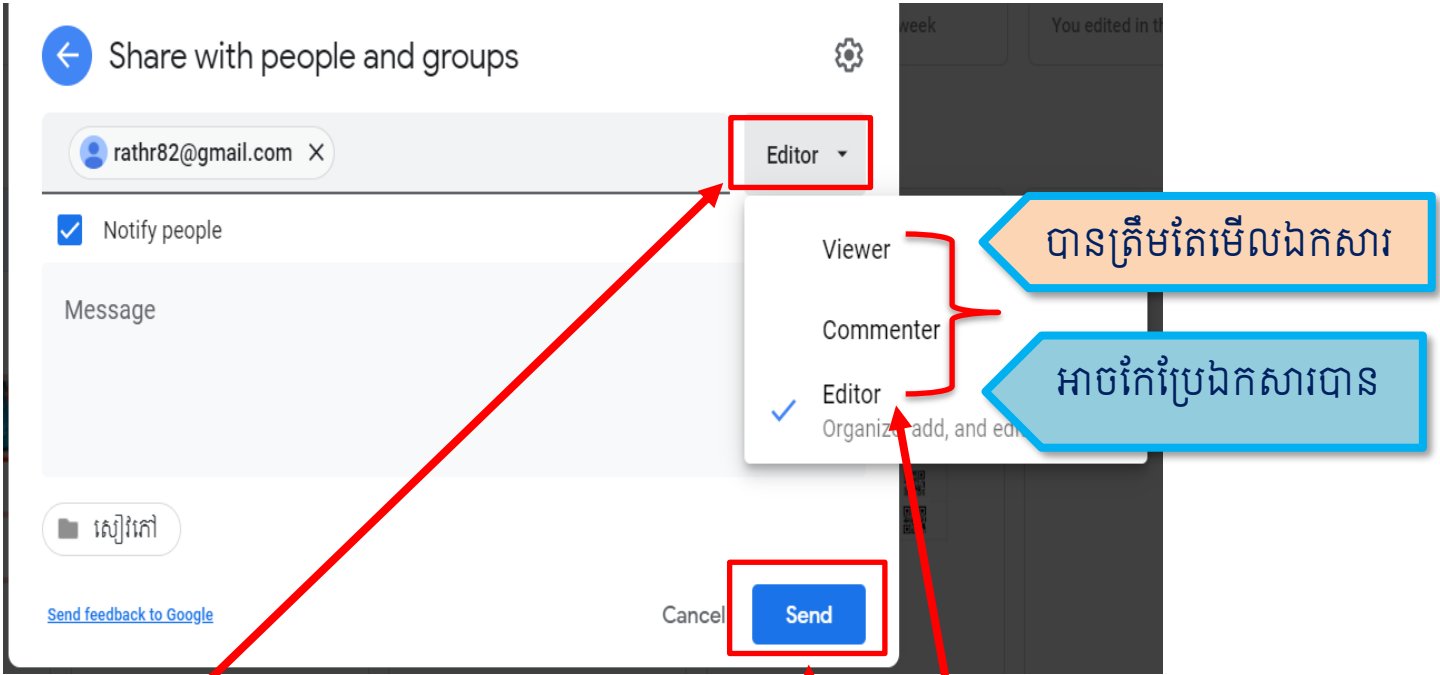 Share with people and groups
week
You edited in th
rathr82@gmail.com
Editor
Notify people
Message
Viewer
Commenter
Editor
Organize, add, and edi
បានត្រឹមតែមើលឯកសារ
អាចកែប្រែឯកសារបាន
សៀវភៅ
Send feedback to Google
Cancel
Send